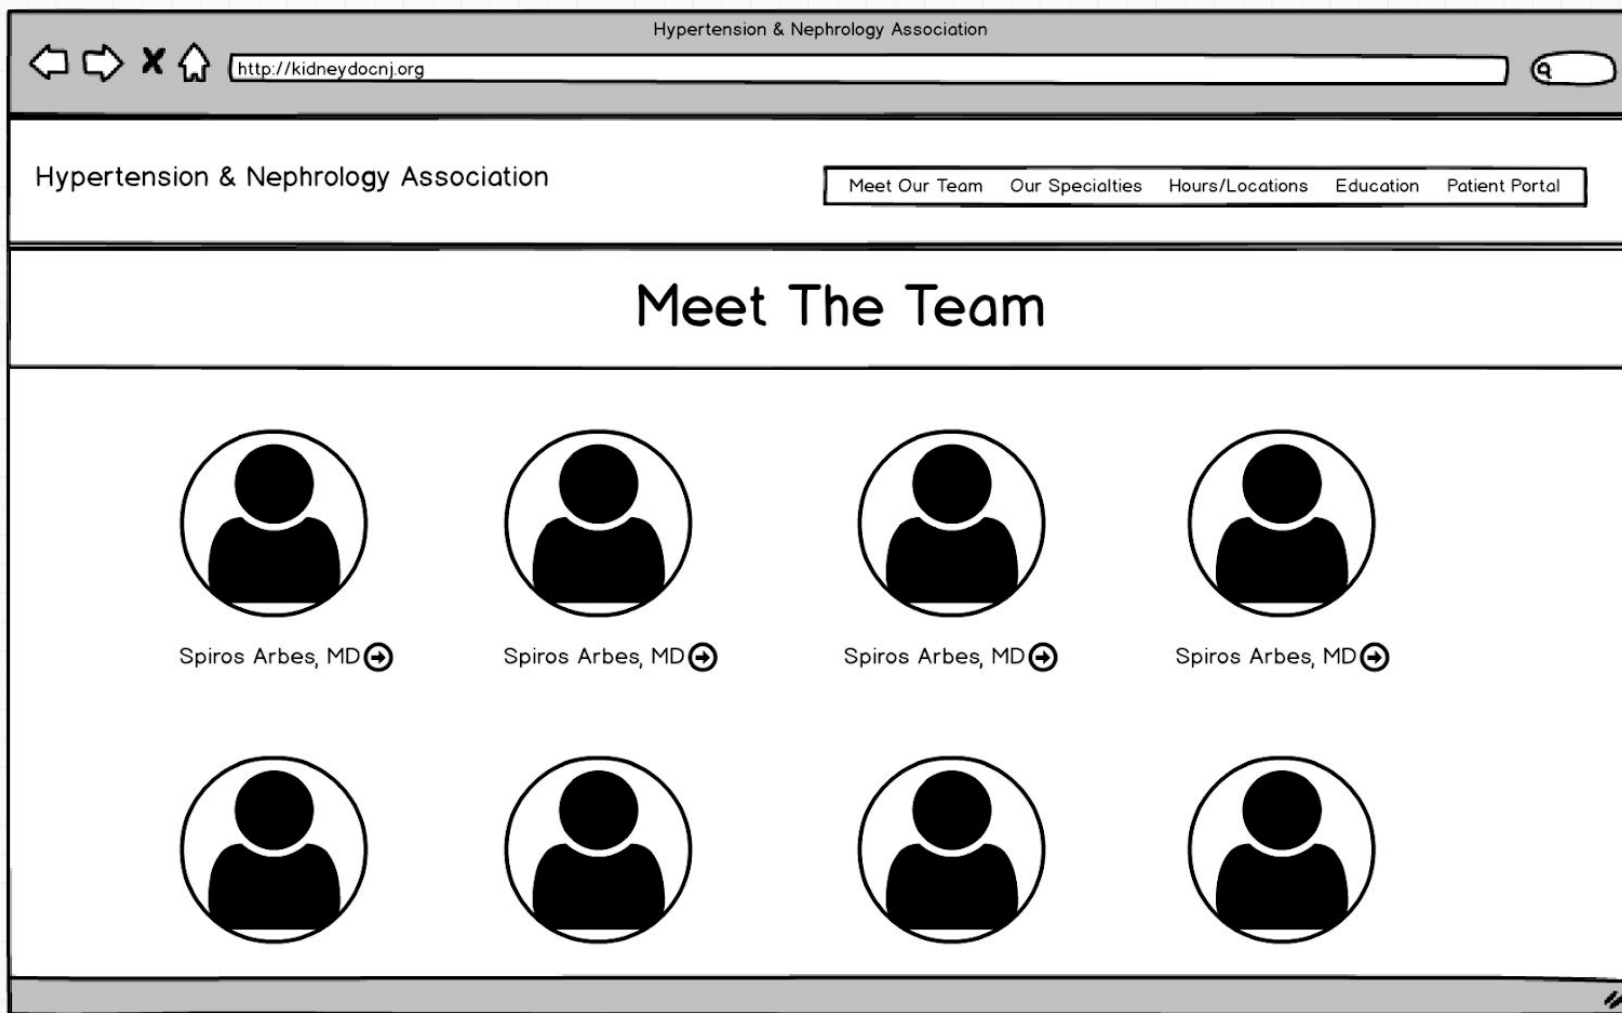 Hypertension & Nephrology Association
http://kidneydocnj.org
Hypertension & Nephrology Association
Meet Our Team Our Specialties Hours/Locations Education Patient Portal
Meet The Team
Spiros Arbes, MD Spiros Arbes, MD Spiros Arbes, MD Spiros Arbes, MD